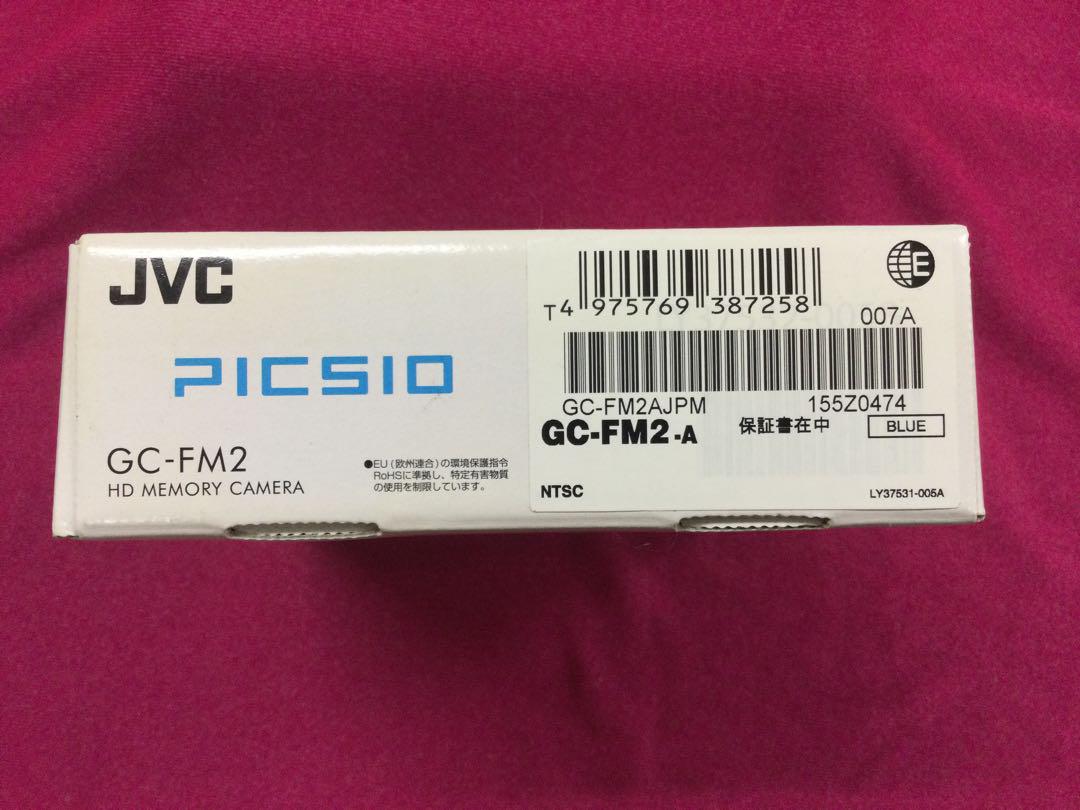 JVC
PICSIO
GC-FM2
HD MEMORY CAMERA
●EU(欧州連合)の環境保護指令
RoHSに準拠し、特定有害物質
の使用を制限しています。
E
T4 975769 387258
007A
GC-FM2AJPM 155Z0474
GC-FM2-A 保証書在中 BLUE
NTSC LY37531-005A